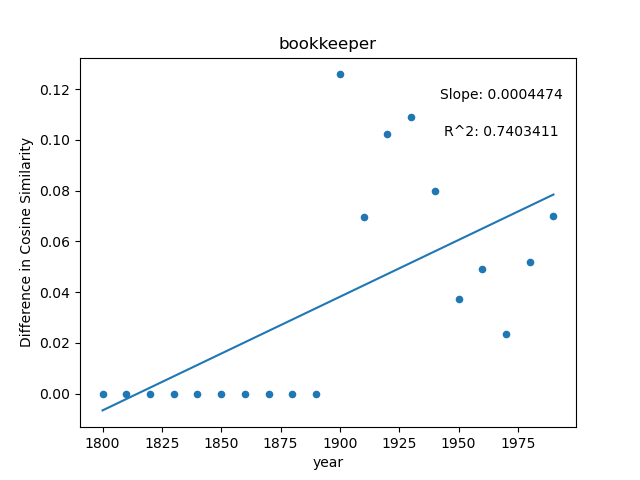 bookkeeper
Slope: 0.0004474
R^2: 0.7403411
Difference in Cosine Similarity
0.12
0.10
0.08
0.06
0.04
0.02
0.00
1800 1825 1850 1875 1900 1925 1950 1975
year